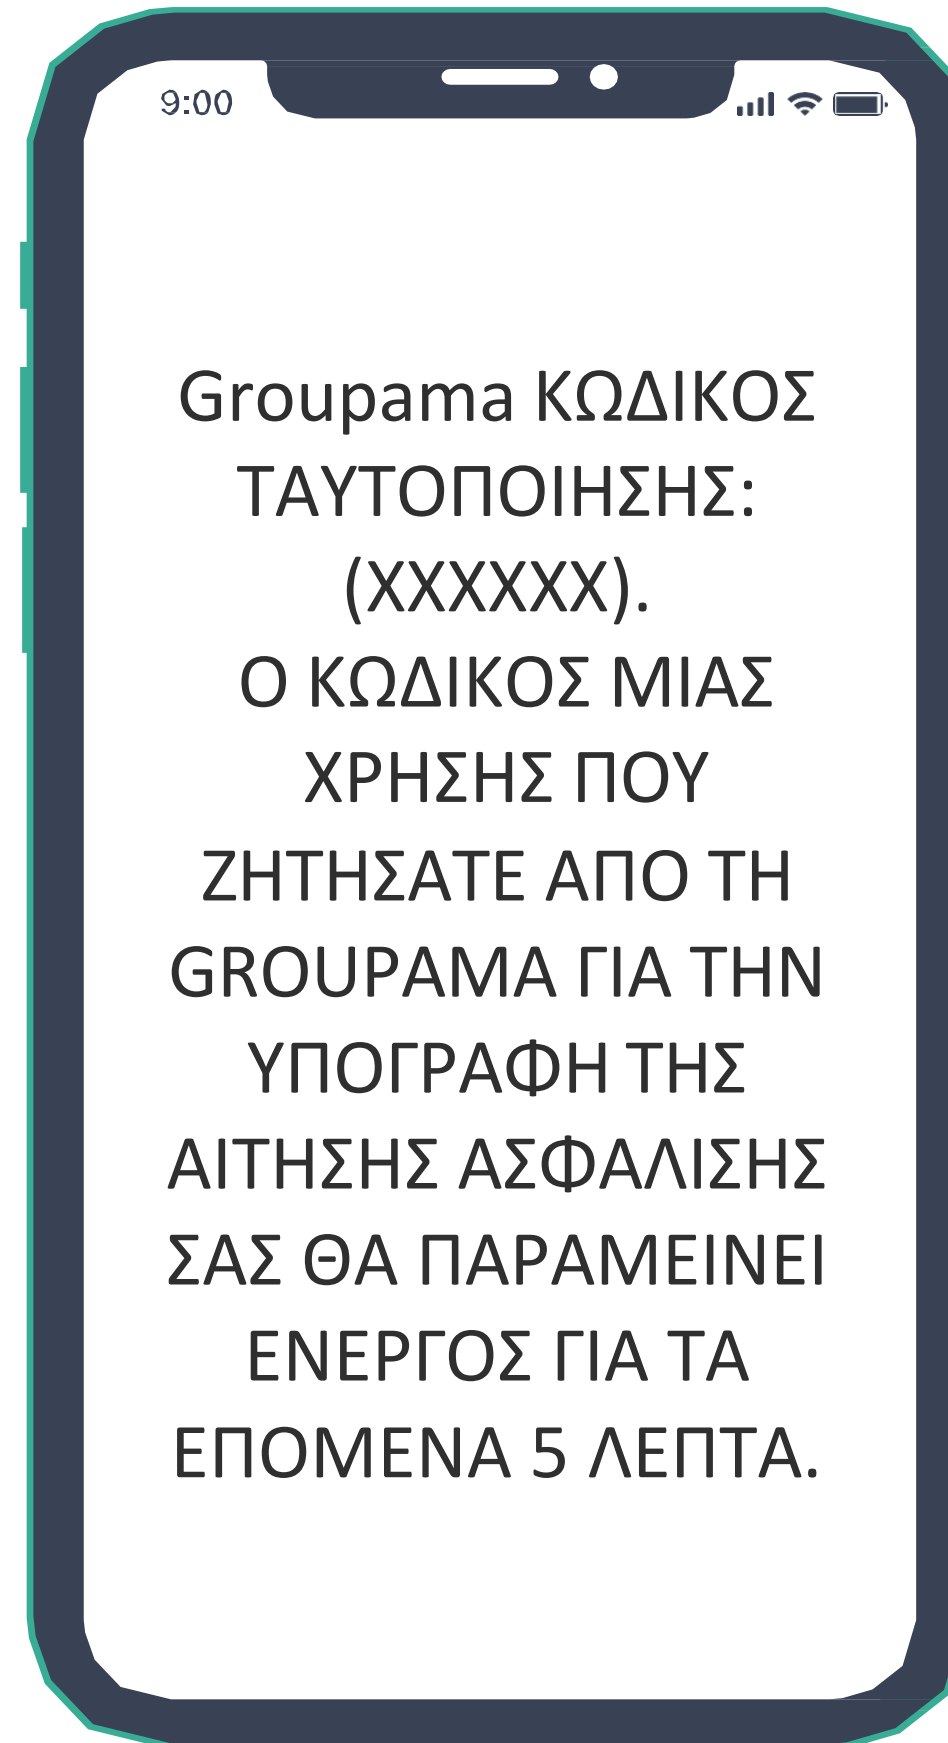 9:00
Groupama ΚΩΔΙΚΟΣ
ΤΑΥΤΟΠΟΙΗΣΗΣ:
(XXXXXX).
Ο ΚΩΔΙΚΟΣ ΜΙΑΣ
ΧΡΗΣΗΣ ΠΟΥ
ΖΗΤΗΣΑΤΕ ΑΠΟ ΤΗ
GROUPAMA ΓΙΑ ΤΗΝ
ΥΠΟΓΡΑΦΗ ΤΗΣ
ΑΙΤΗΣΗΣ ΑΣΦΑΛΙΣΗΣ
ΣΑΣ ΘΑ ΠΑΡΑΜΕΙΝΕΙ
ΕΝΕΡΓΟΣ ΓΙΑ ΤΑ
ΕΠΟΜΕΝΑ 5 ΛΕΠΤΑ.